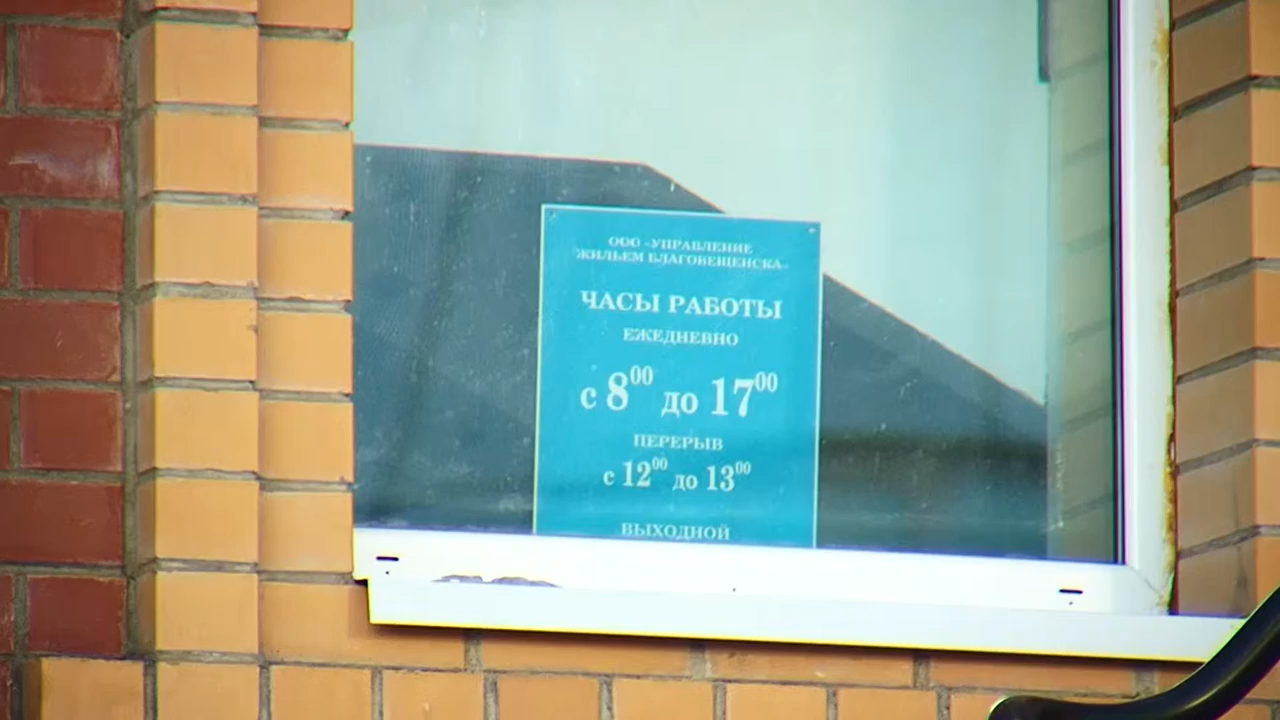 ООО «УПРАВЛЕНИЕ
ЖИЛЬЕМ БЛАГОВЕЩЕНСКА»
ЧАСЫ РАБОТЫ
ЕЖЕДНЕВНО
с 8⁰⁰ до 17⁰⁰
ПЕРЕРЫВ
с 12⁰⁰ до 13⁰⁰
ВЫХОДНОЙ